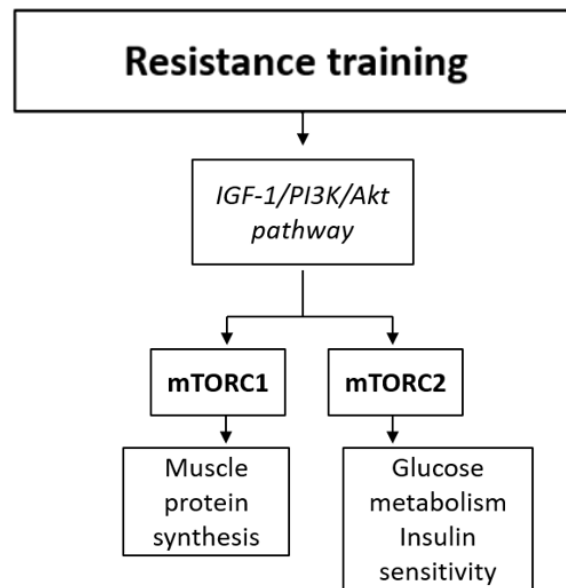 Resistance training
IGF-1/PI3K/Akt
pathway
mTORC1
mTORC2
Muscle
protein
synthesis
Glucose
metabolism
Insulin
sensitivity